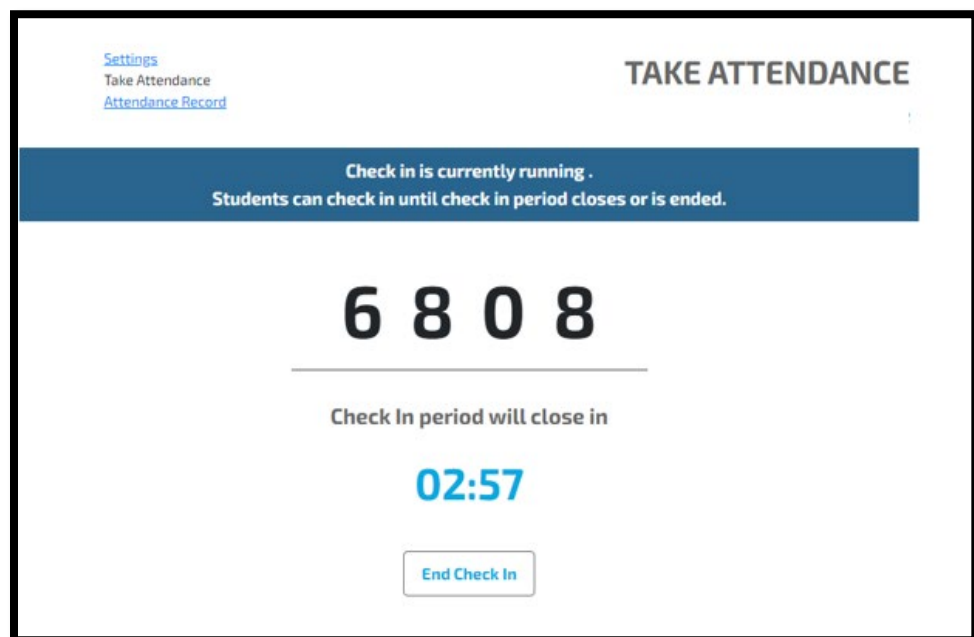 Settings
Take Attendance
Attendance Record
TAKE ATTENDANCE
Check in is currently running .
Students can check in until check in period closes or is ended.
6 8 0 8
Check In period will close in
02:57
End Check In